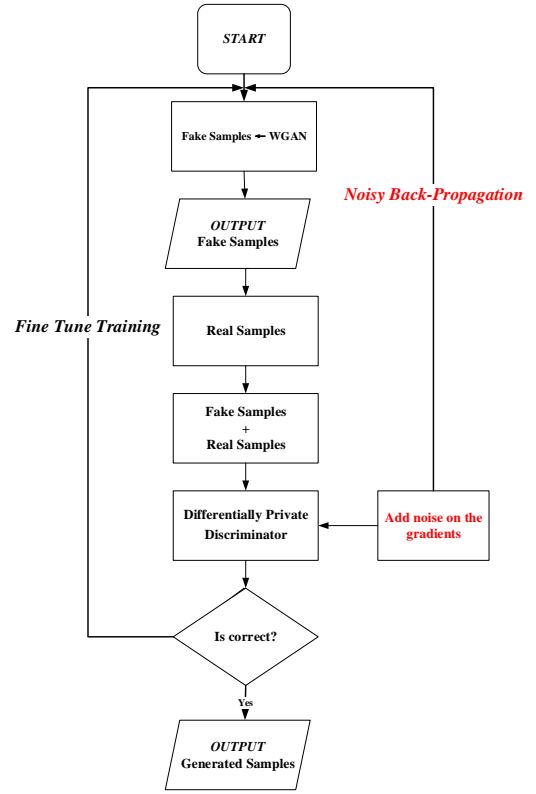 START
Fake Samples ← WGAN
Noisy Back-Propagation
OUTPUT
Fake Samples
Fine Tune Training
Real Samples
Fake Samples
+
Real Samples
Differentially Private
Discriminator
Add noise on the
gradients
Is correct?
Yes
OUTPUT
Generated Samples